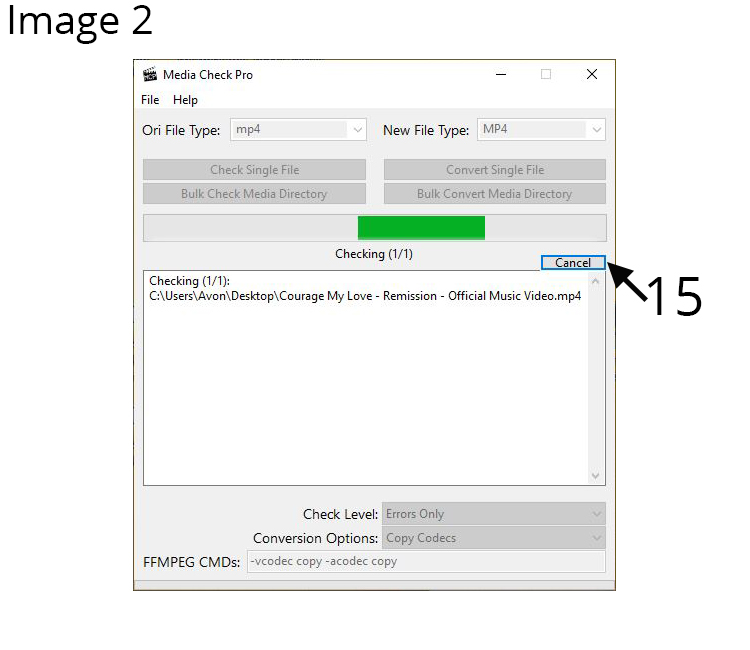 Image 2
Media Check Pro
File Help
Ori File Type: mp4 New File Type: MP4
Check Single File Convert Single File
Bulk Check Media Directory Bulk Convert Media Directory
Checking (1/1)
Cancel
Checking (1/1):
C:\Users\Avon\Desktop\Courage My Love - Remission - Official Music Video.mp4
15
Check Level: Errors Only
Conversion Options: Copy Codecs
FFMPEG CMDs: -vcodec copy -acodec copy